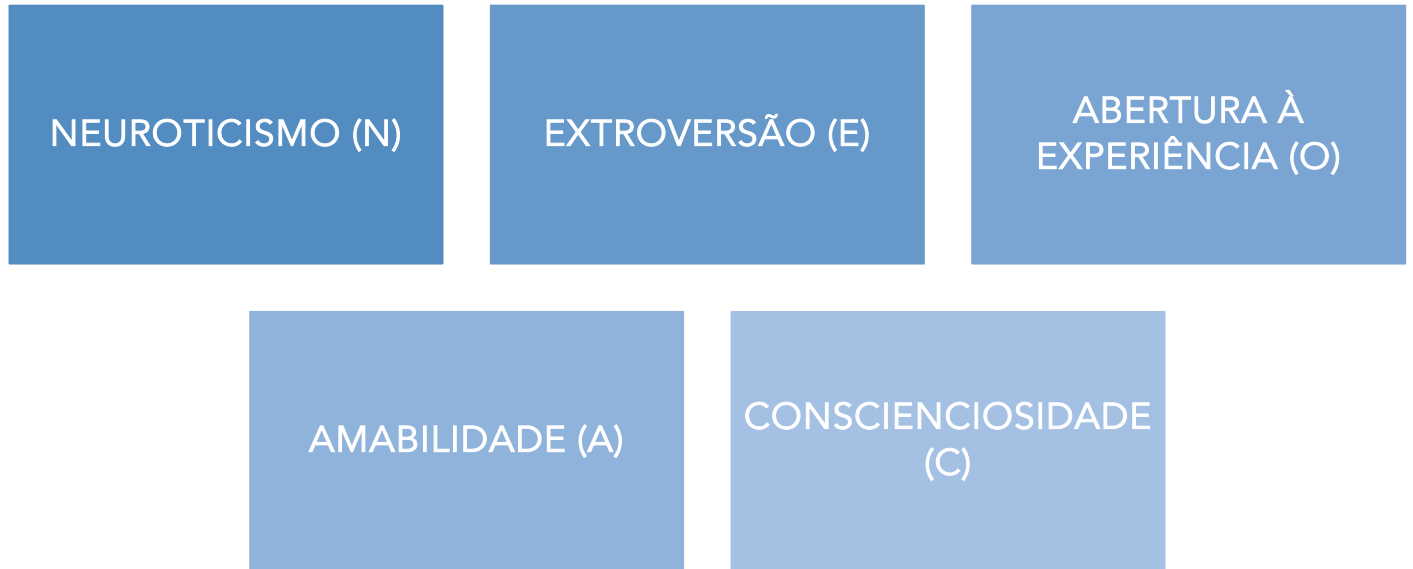 NEUROTICISMO (N)
EXTROVERSÃO (E)
ABERTURA À
EXPERIÊNCIA (O)
AMABILIDADE (A)
CONSCIENCIOSIDADE
(C)